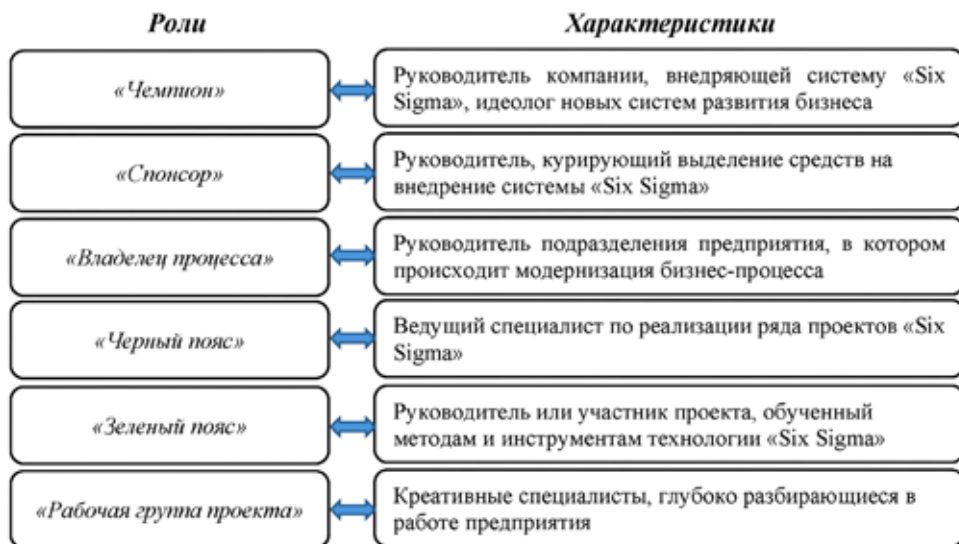 Роли
Характеристики
«Чемпион»
Руководитель компании, внедряющей систему «Six
Sigma», идеолог новых систем развития бизнеса
«Спонсор»
Руководитель, курирующий выделение средств на
внедрение системы «Six Sigma»
«Владелец процесса»
Руководитель подразделения предприятия, в котором
происходит модернизация бизнес-процесса
«Черный пояс»
Ведущий специалист по реализации ряда проектов «Six
Sigma»
«Зеленый пояс»
Руководитель или участник проекта, обученный
методам и инструментам технологии «Six Sigma»
«Рабочая группа проекта»
Креативные специалисты, глубоко разбирающиеся в
работе предприятия